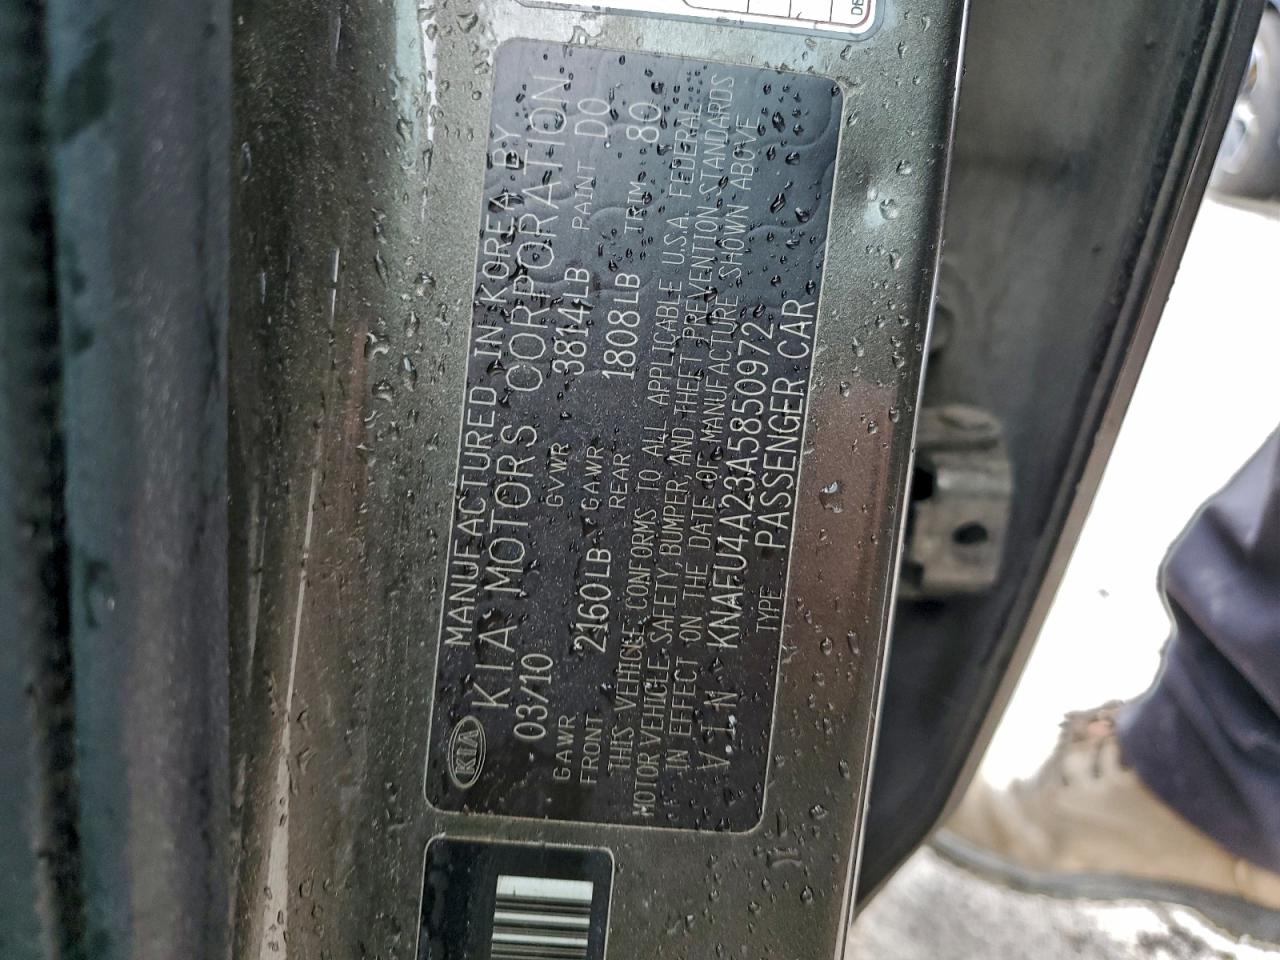 MANUFACTURED IN KOREA BY
KIA KIA MOTORS CORPORATION
03/10 GVWR 3814LB PAINT D0
GAWR FRONT 2160LB GAWR REAR 1808LB TRIM 80
THIS VEHICLE CONFORMS TO ALL APPLICABLE U.S.A. FEDERAL
MOTOR VEHICLE SAFETY, BUMPER, AND THEFT PREVENTION STANDARDS
IN EFFECT ON THE DATE OF MANUFACTURE SHOWN ABOVE
V.I.N KNAFU4A23A5850972
TYPE PASSENGER CAR